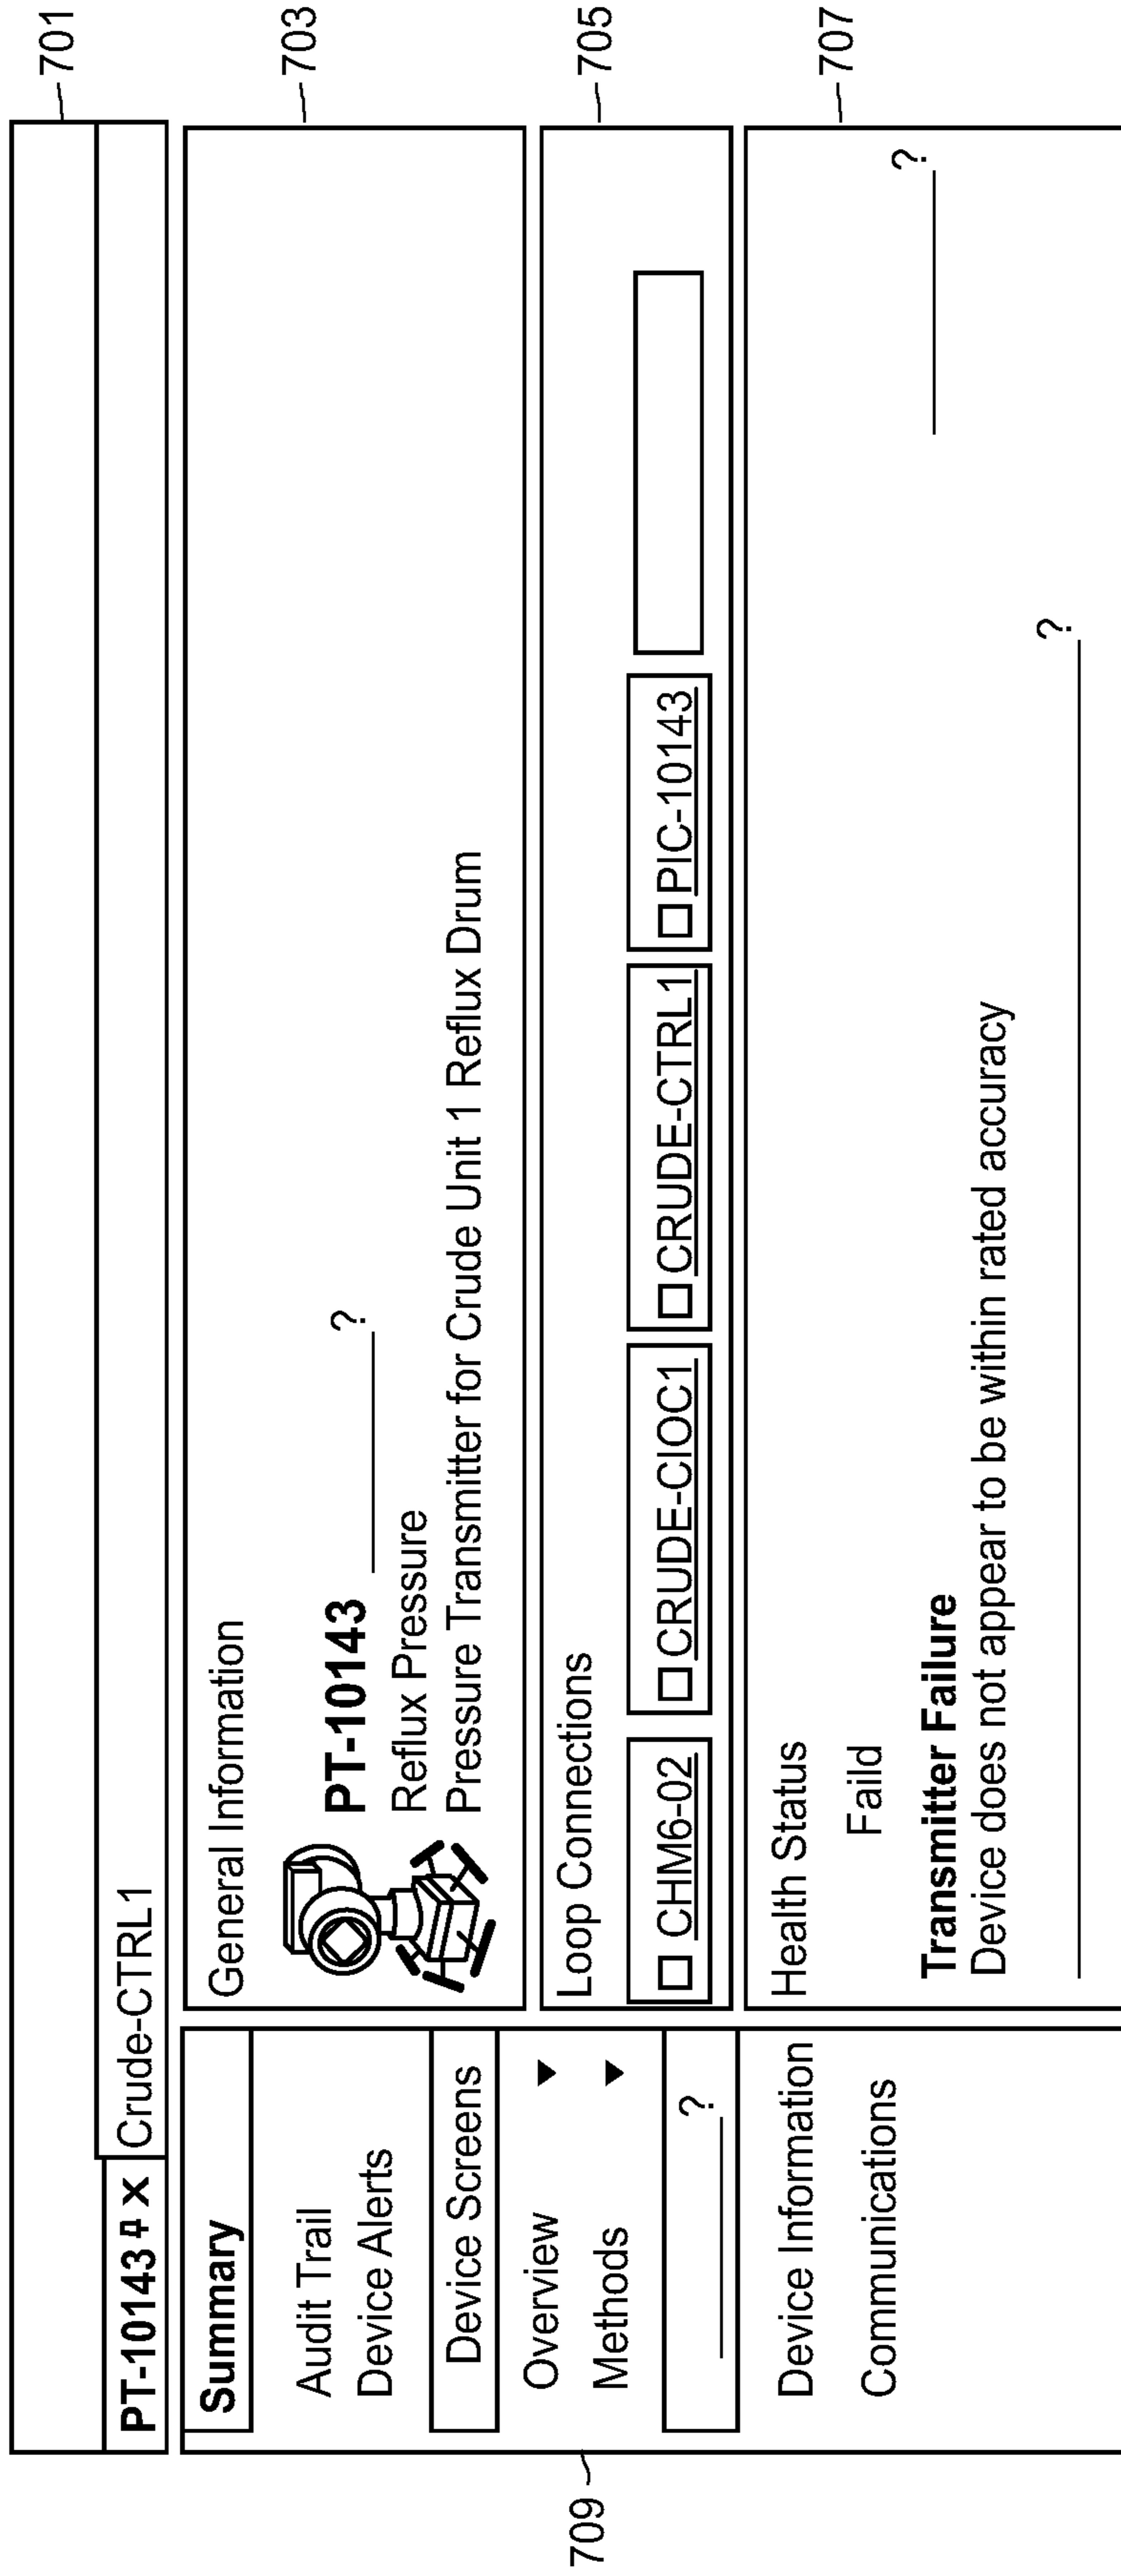 701
PT-10143 # X Crude-CTRL1
709
Summary
Audit Trail
Device Alerts
Device Screens
Overview
Methods
?
Device Information
Communications
703
General Information
PT-10143 ?
Reflux Pressure
Pressure Transmitter for Crude Unit 1 Reflux Drum
705
Loop Connections
CHM6-02 CRUDE-CIOC1 CRUDE-CTRL1 PIC-10143
707
Health Status
Faild
?
Transmitter Failure
Device does not appear to be within rated accuracy
?